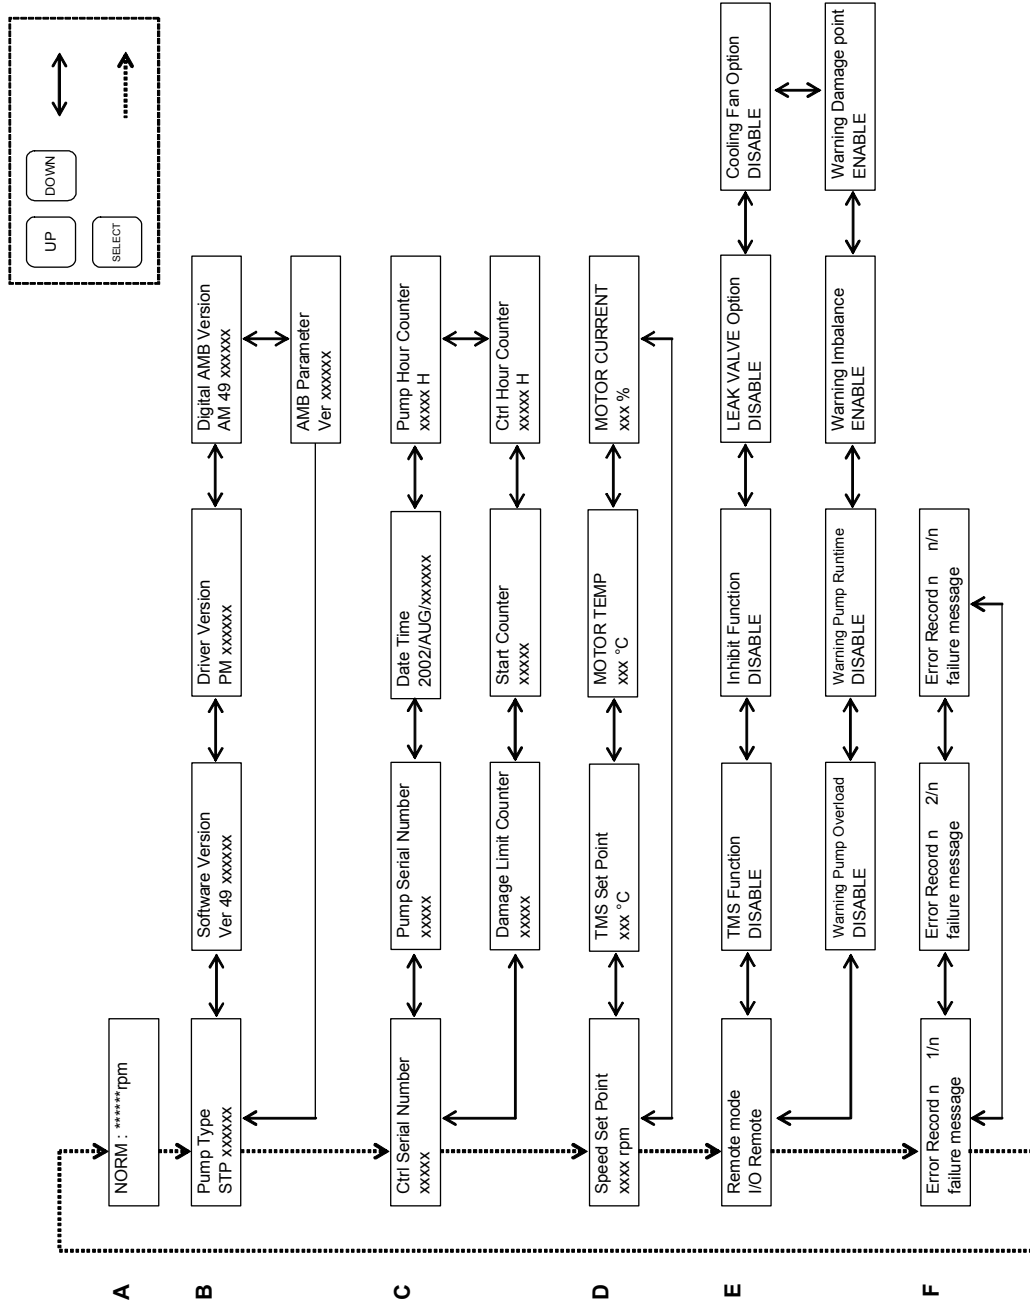 UP
DOWN
SELECT
A
NORM : ******rpm
B
Pump Type
STP xxxxxx
Software Version
Ver 49 xxxxxx
Driver Version
PM xxxxxx
Digital AMB Version
AM 49 xxxxxx
AMB Parameter
Ver xxxxxx
C
Ctrl Serial Number
xxxxx
Pump Serial Number
xxxxx
Date Time
2002/AUG/xxxxxx
Pump Hour Counter
xxxxx H
Damage Limit Counter
xxxxx
Start Counter
xxxxx
Ctrl Hour Counter
xxxxx H
D
Speed Set Point
xxxx rpm
TMS Set Point
xxx °C
MOTOR TEMP
xxx °C
MOTOR CURRENT
xxx %
E
Remote mode
I/O Remote
TMS Function
DISABLE
Inhibit Function
DISABLE
LEAK VALVE Option
DISABLE
Cooling Fan Option
DISABLE
Warning Pump Overload
DISABLE
Warning Pump Runtime
DISABLE
Warning Imbalance
ENABLE
Warning Damage point
ENABLE
F
Error Record n 1/n
failure message
Error Record n 2/n
failure message
Error Record n n/n
failure message